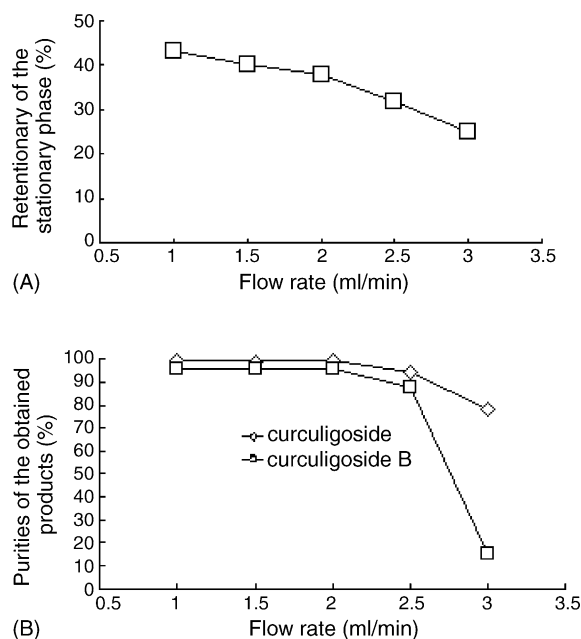 50
40
30
20
10
0
Retentionary of the
stationary phase (%)
0.5 1 1.5 2 2.5 3 3.5
Flow rate (ml/min)
(A)
100
90
80
70
60
50
40
30
20
10
0
Purities of the obtained
products (%)
curculigoside
curculigoside B
0.5 1 1.5 2 2.5 3 3.5
Flow rate (ml/min)
(B)